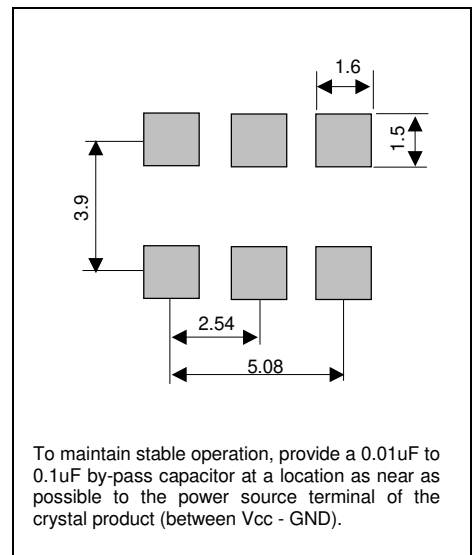 1.6
1.5
3.9
2.54
5.08
To maintain stable operation, provide a 0.01uF to
0.1uF by-pass capacitor at a location as near as
possible to the power source terminal of the
crystal product (between Vcc - GND).